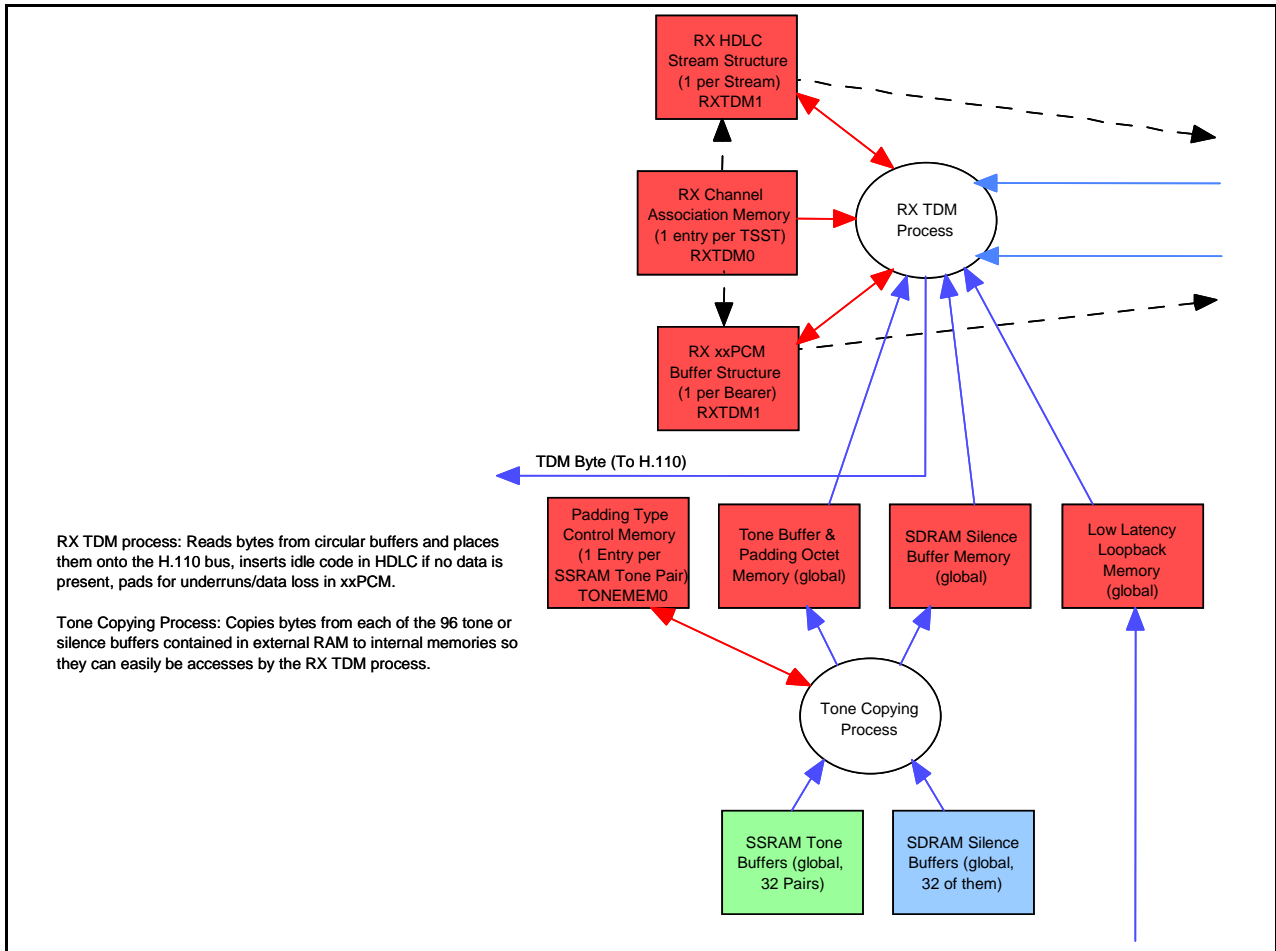 RX HDLC
Stream Structure
(1 per Stream)
RXTDM1
RX Channel
Association Memory
(1 entry per TSST)
RXTDM0
RX TDM
Process
RX xxPCM
Buffer Structure
(1 per Bearer)
RXTDM1
TDM Byte (To H.110)
Padding Type
Control Memory
(1 Entry per
SSRAM Tone Pair)
TONEMEM0
Tone Buffer &
Padding Octet
Memory (global)
SDRAM Silence
Buffer Memory
(global)
Low Latency
Loopback
Memory
(global)
RX TDM process: Reads bytes from circular buffers and places
them onto the H.110 bus, inserts idle code in HDLC if no data is
present, pads for underruns/data loss in xxPCM.
Tone Copying Process: Copies bytes from each of the 96 tone or
silence buffers contained in external RAM to internal memories so
they can easily be accesses by the RX TDM process.
Tone Copying
Process
SSRAM Tone
Buffers (global,
32 Pairs)
SDRAM Silence
Buffers (global,
32 of them)